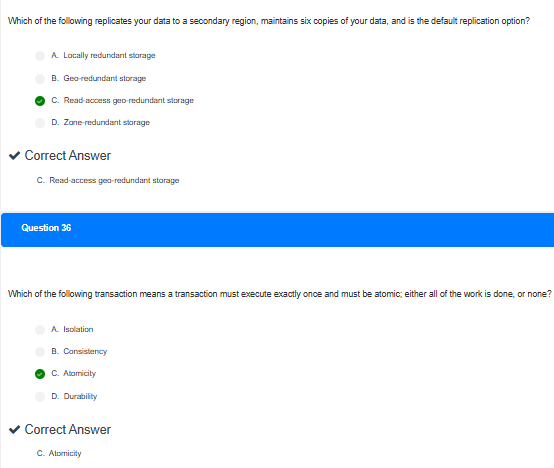 Which of the following replicates your data to a secondary region, maintains six copies of your data, and is the default replication option?
A. Locally redundant storage
B. Geo-redundant storage
C. Read-access geo-redundant storage
D. Zone-redundant storage
Correct Answer
C. Read-access geo-redundant storage
Question 36
Which of the following transaction means a transaction must execute exactly once and must be atomic; either all of the work is done, or none?
A. Isolation
B. Consistency
C. Atomicity
D. Durability
Correct Answer
C. Atomicity